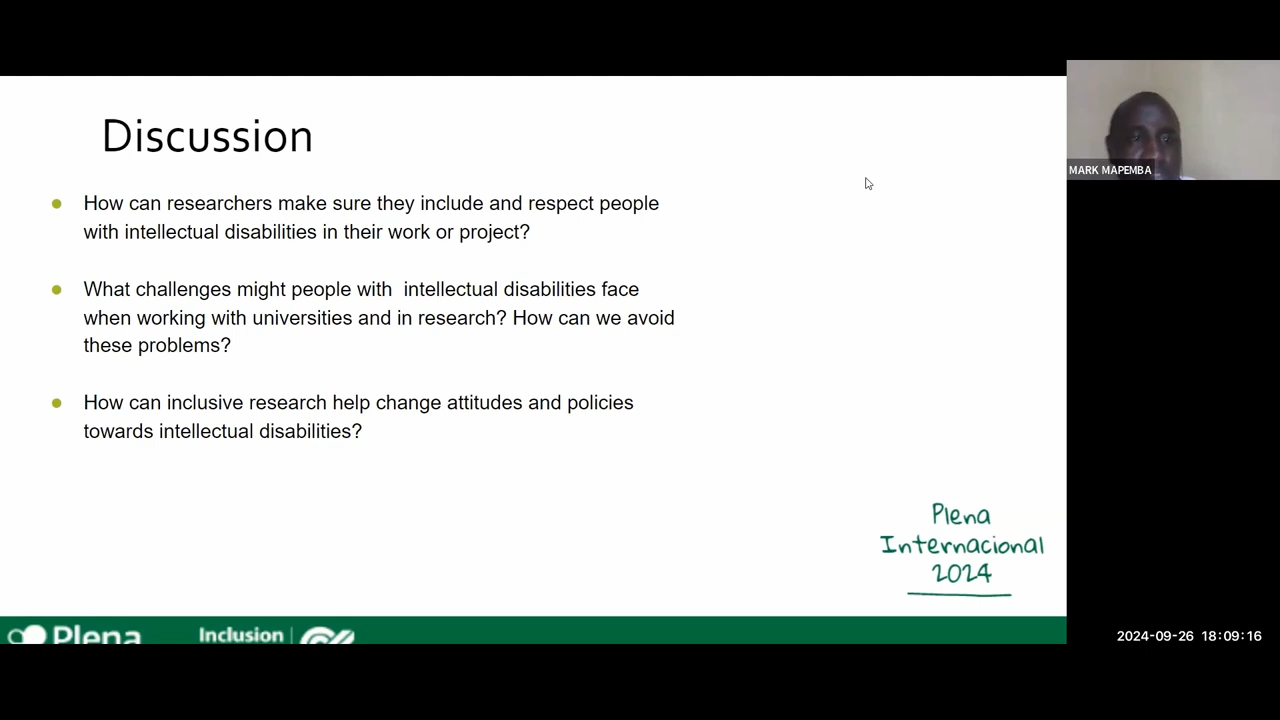 Discussion
How can researchers make sure they include and respect people
with intellectual disabilities in their work or project?
What challenges might people with  intellectual disabilities face
when working with universities and in research? How can we avoid
these problems?
How can inclusive research help change attitudes and policies
towards intellectual disabilities?
Plena
Internacional
2024
Plena
Inclusion
MARK MAPEMBA
2024-09-26 18:09:16